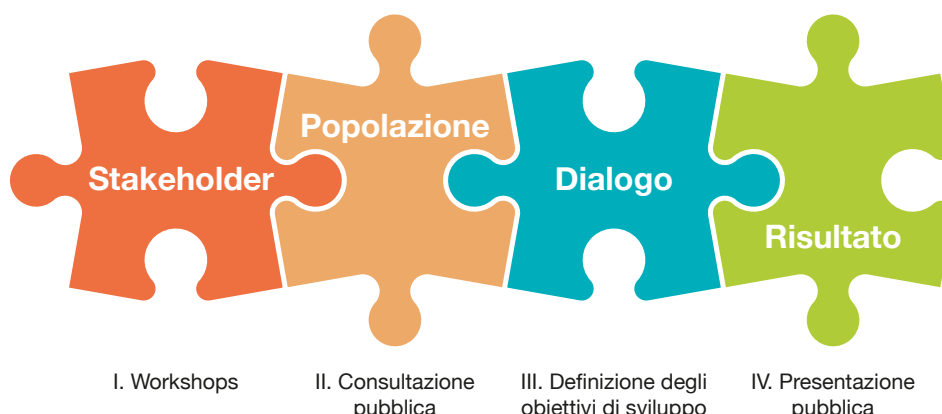 Stakeholder
Popolazione
Dialogo
Risultato
I. Workshops
II. Consultazione
pubblica
III. Definizione degli
obiettivi di sviluppo
IV. Presentazione
pubblica